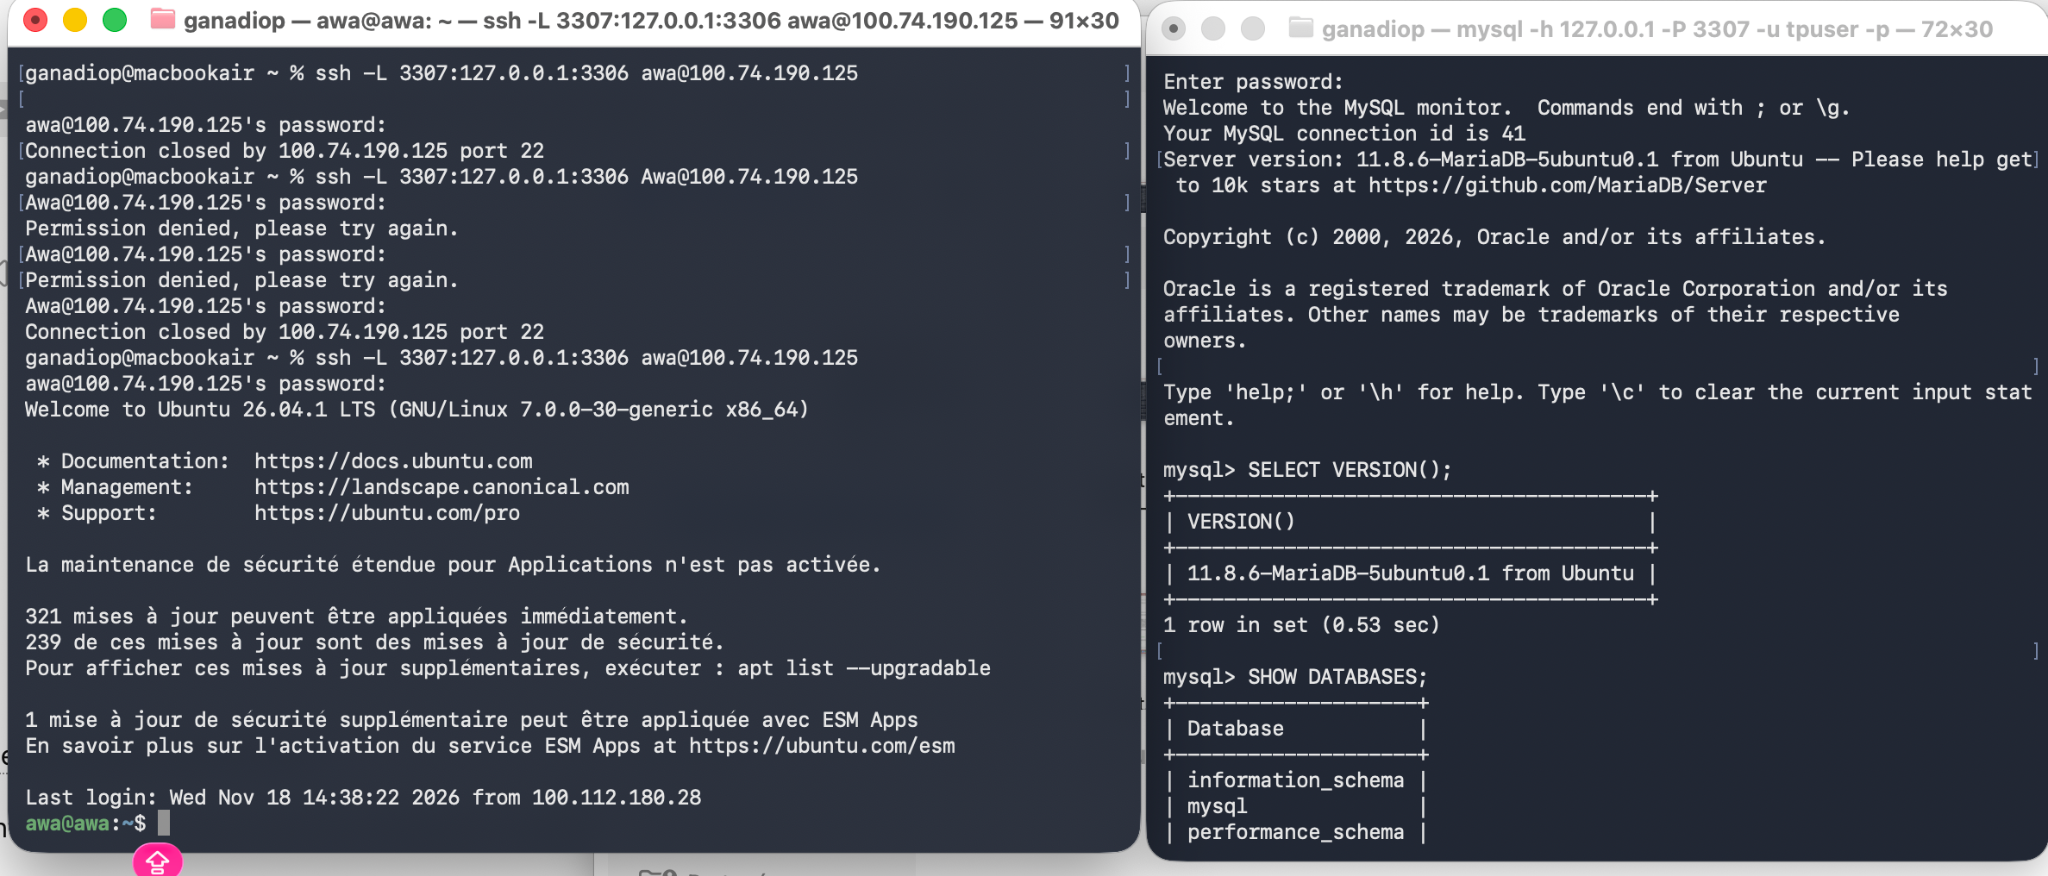 ganadiop — awa@awa: ~ — ssh -L 3307:127.0.0.1:3306 awa@100.74.190.125 — 91×30
[ganadiop@macbookair ~ % ssh -L 3307:127.0.0.1:3306 awa@100.74.190.125 ]
[ ]
awa@100.74.190.125's password:
[Connection closed by 100.74.190.125 port 22 ]
ganadiop@macbookair ~ % ssh -L 3307:127.0.0.1:3306 Awa@100.74.190.125
[Awa@100.74.190.125's password: ]
Permission denied, please try again.
[Awa@100.74.190.125's password: ]
[Permission denied, please try again. ]
Awa@100.74.190.125's password:
Connection closed by 100.74.190.125 port 22
ganadiop@macbookair ~ % ssh -L 3307:127.0.0.1:3306 awa@100.74.190.125
awa@100.74.190.125's password:
Welcome to Ubuntu 26.04.1 LTS (GNU/Linux 7.0.0-30-generic x86_64)
* Documentation: https://docs.ubuntu.com
* Management: https://landscape.canonical.com
* Support: https://ubuntu.com/pro
La maintenance de sécurité étendue pour Applications n'est pas activée.
321 mises à jour peuvent être appliquées immédiatement.
239 de ces mises à jour sont des mises à jour de sécurité.
Pour afficher ces mises à jour supplémentaires, exécuter : apt list --upgradable
1 mise à jour de sécurité supplémentaire peut être appliquée avec ESM Apps
En savoir plus sur l'activation du service ESM Apps at https://ubuntu.com/esm
Last login: Wed Nov 18 14:38:22 2026 from 100.112.180.28
awa@awa:~$
ganadiop — mysql -h 127.0.0.1 -P 3307 -u tpuser -p — 72×30
Enter password:
Welcome to the MySQL monitor.  Commands end with ; or \g.
Your MySQL connection id is 41
[Server version: 11.8.6-MariaDB-5ubuntu0.1 from Ubuntu -- Please help get]
to 10k stars at https://github.com/MariaDB/Server
Copyright (c) 2000, 2026, Oracle and/or its affiliates.
Oracle is a registered trademark of Oracle Corporation and/or its
affiliates. Other names may be trademarks of their respective
owners.
[ ]
Type 'help;' or '\h' for help. Type '\c' to clear the current input stat
ement.
mysql> SELECT VERSION();
+---------------------------------------+
| VERSION() |
+---------------------------------------+
| 11.8.6-MariaDB-5ubuntu0.1 from Ubuntu |
+---------------------------------------+
1 row in set (0.53 sec)
[ ]
mysql> SHOW DATABASES;
+--------------------+
| Database |
+--------------------+
| information_schema |
| mysql |
| performance_schema |